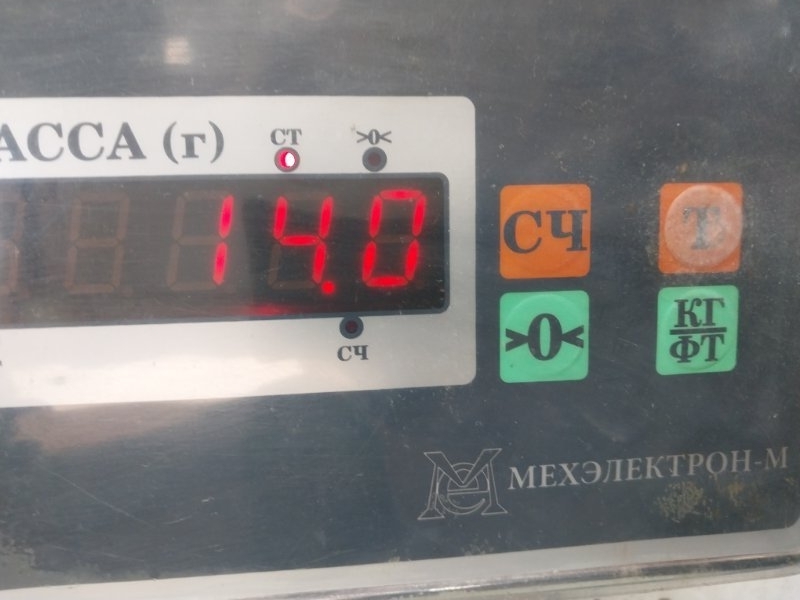 АССА (г)
СТ >0<
14.0
СЧ
СЧ Т
>0< КГ
ФТ
МЕХЭЛЕКТРОН-М